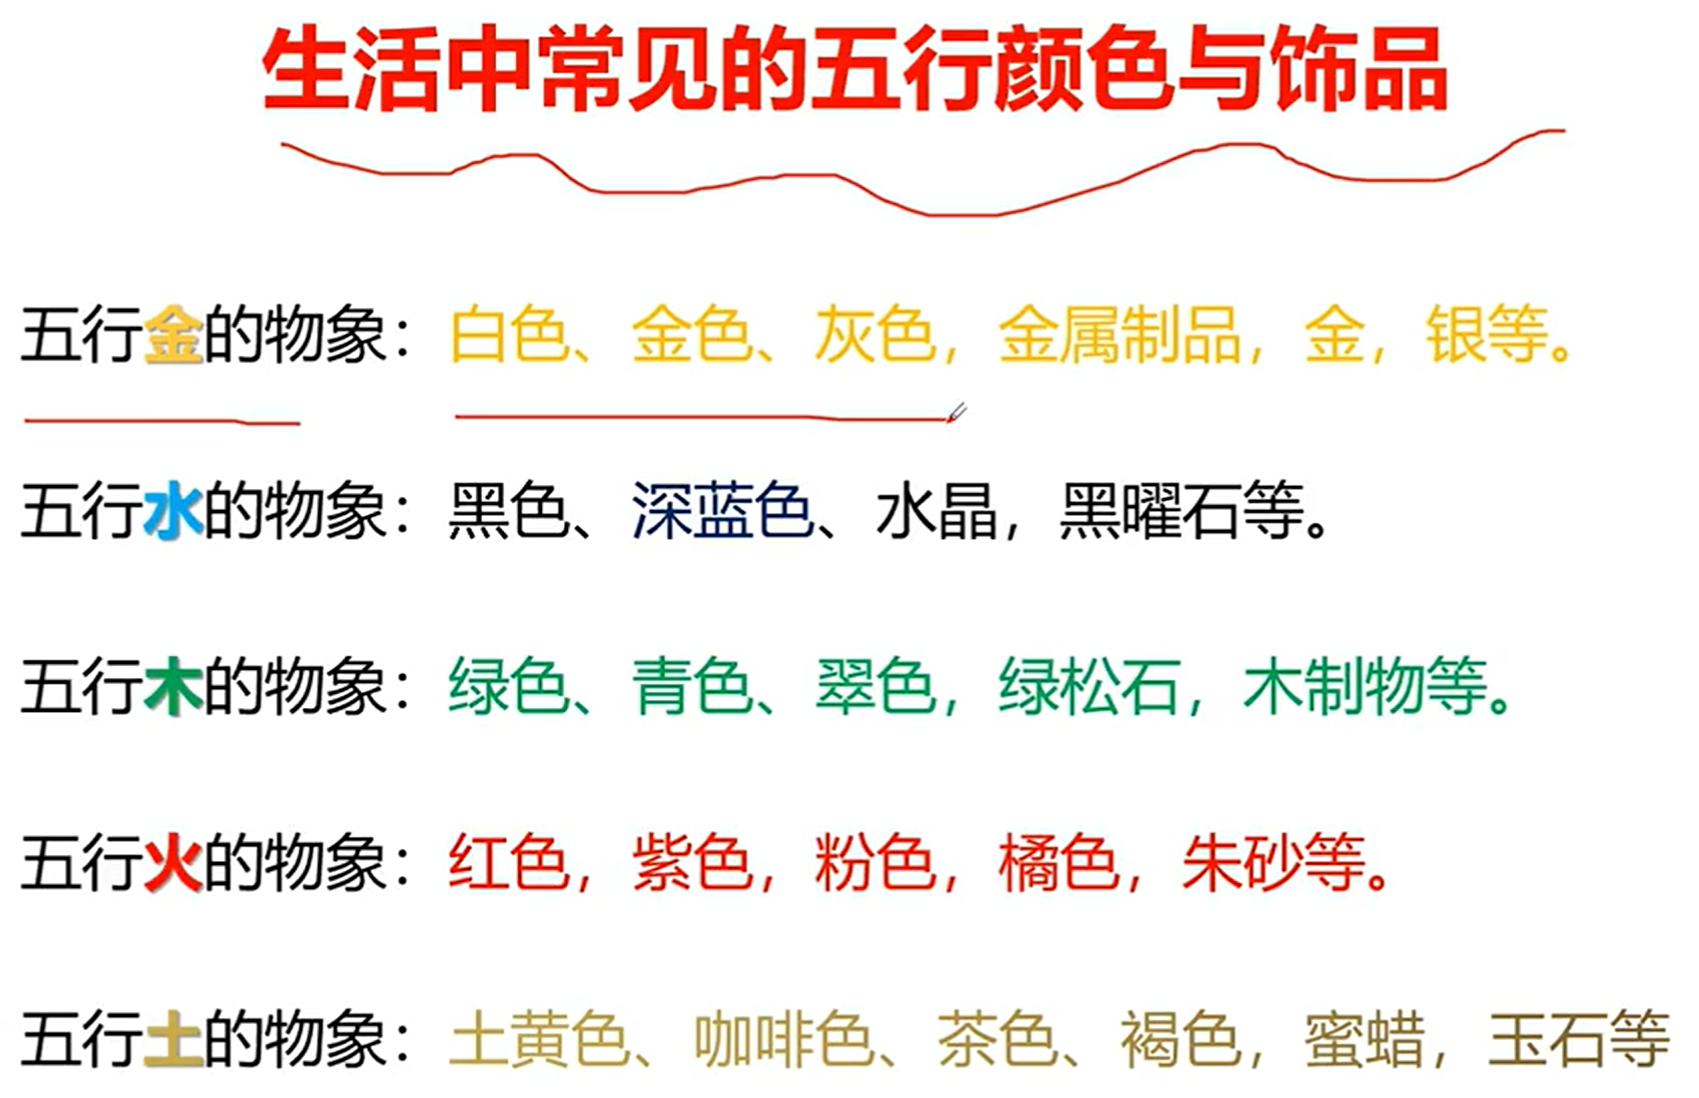 生活中常见的五行颜色与饰品
五行金的物象：白色、金色、灰色，金属制品，金，银等。
五行水的物象：黑色、深蓝色、水晶，黑曜石等。
五行木的物象：绿色、青色、翠色，绿松石，木制物等。
五行火的物象：红色，紫色，粉色，橘色，朱砂等。
五行土的物象：土黄色、咖啡色、茶色、褐色，蜜蜡，玉石等